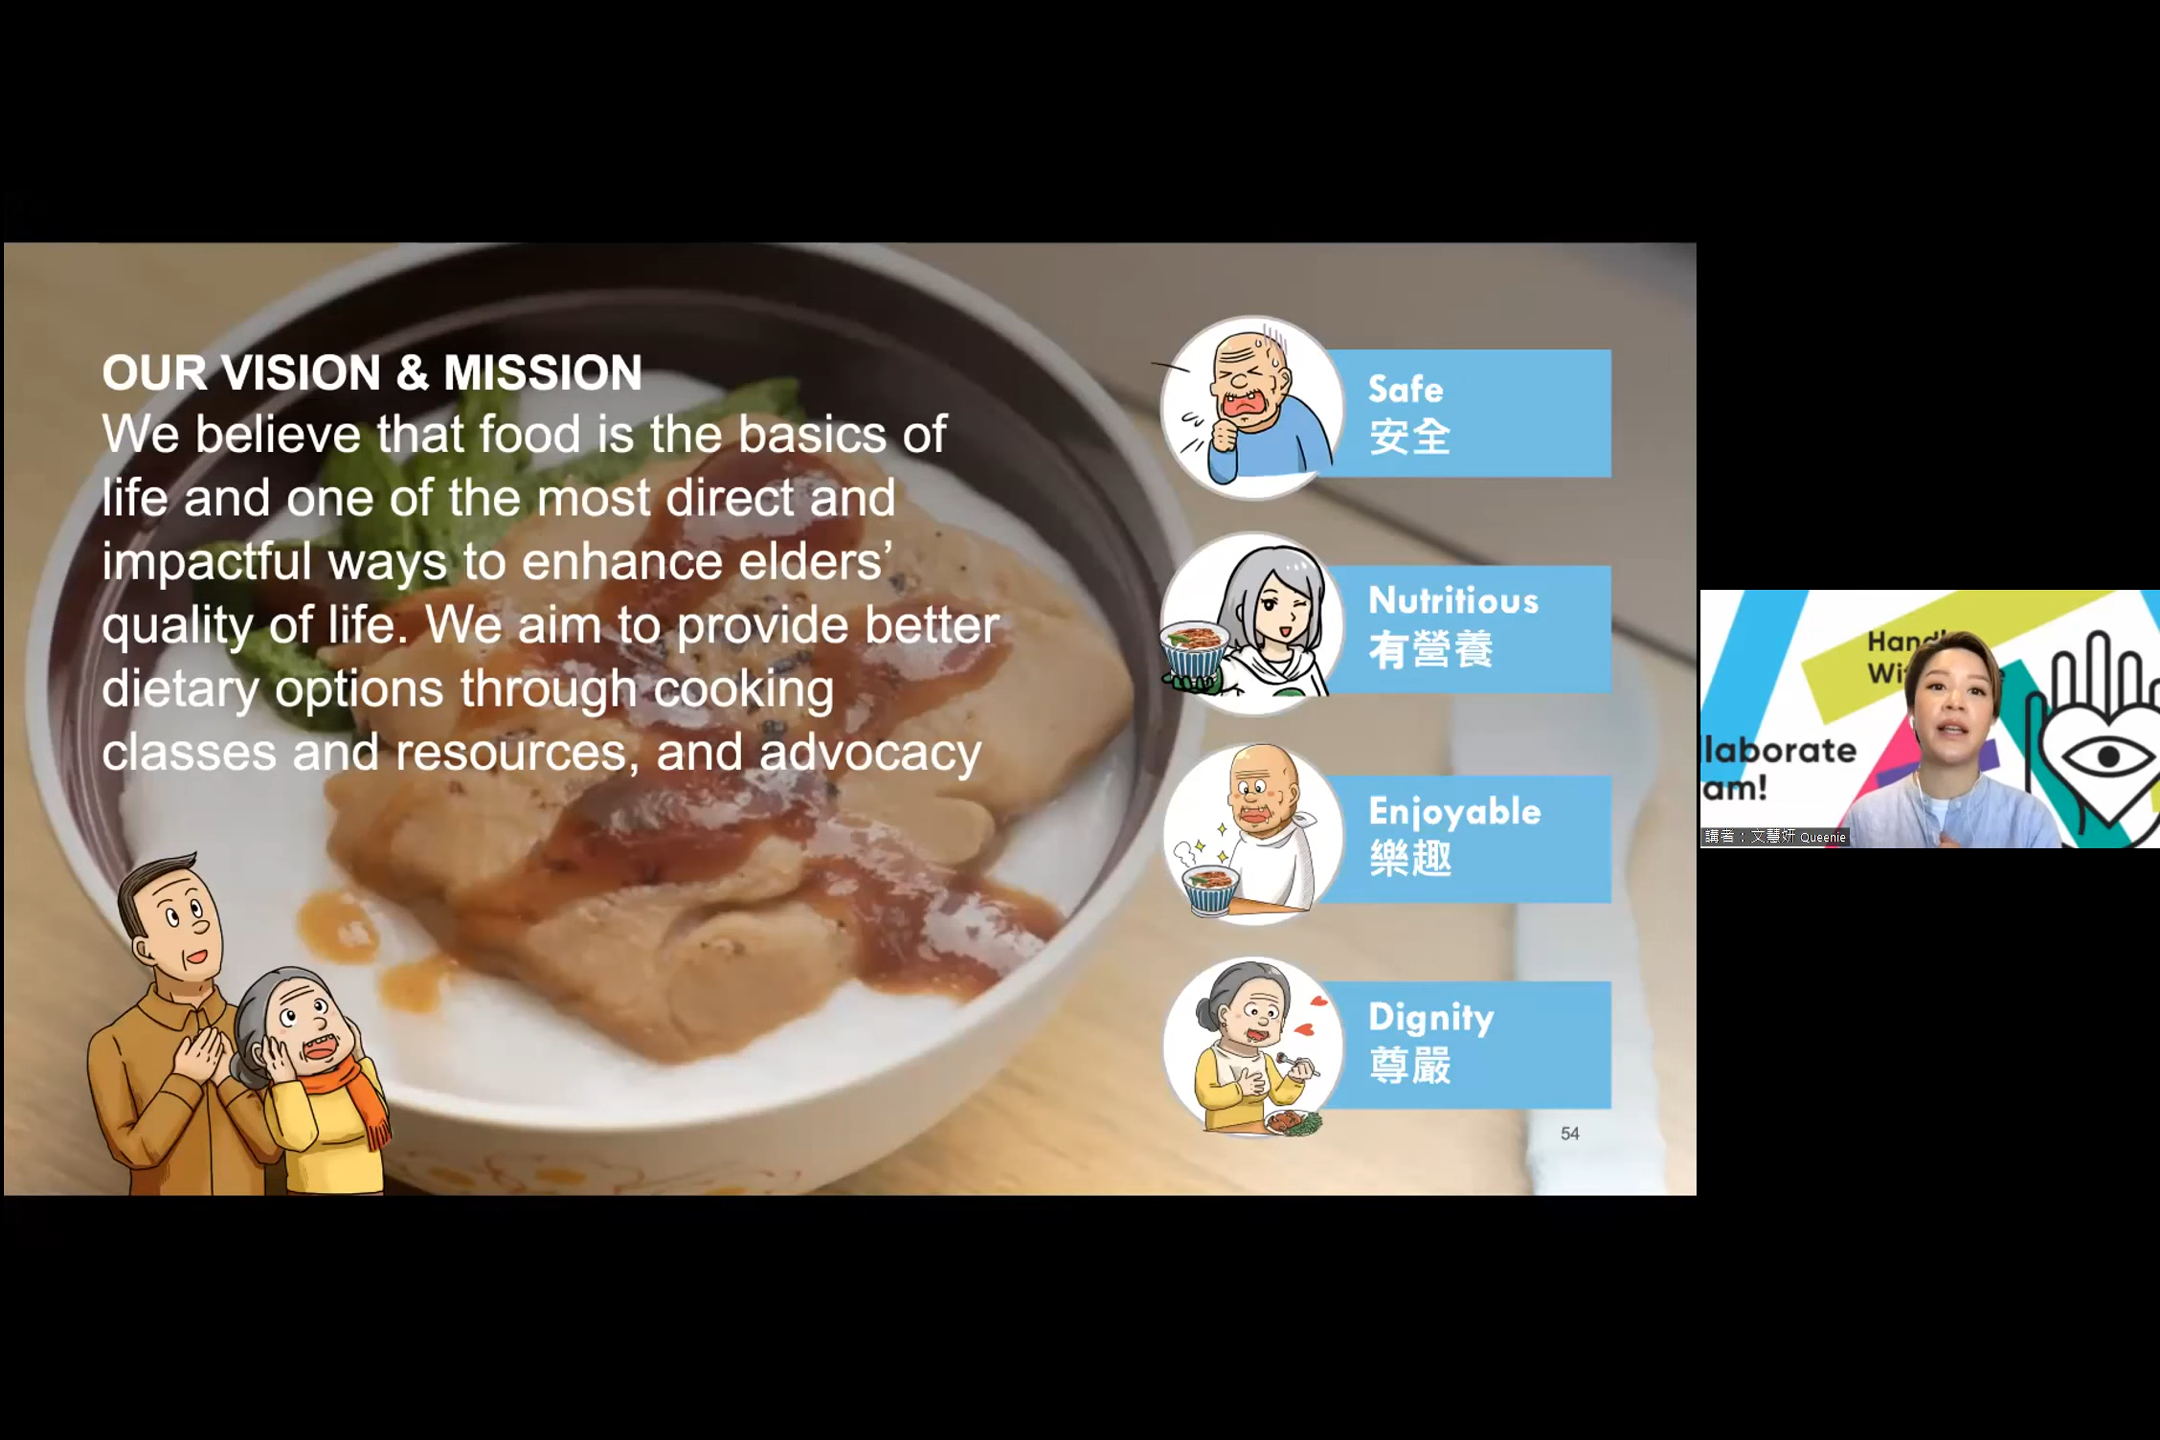 OUR VISION & MISSION
We believe that food is the basics of
life and one of the most direct and
impactful ways to enhance elders’
quality of life. We aim to provide better
dietary options through cooking
classes and resources, and advocacy
Safe
安全
Nutritious
有營養
Enjoyable
樂趣
Dignity
尊嚴
54
llaborate
am!
講者：文慧妍 Queenie